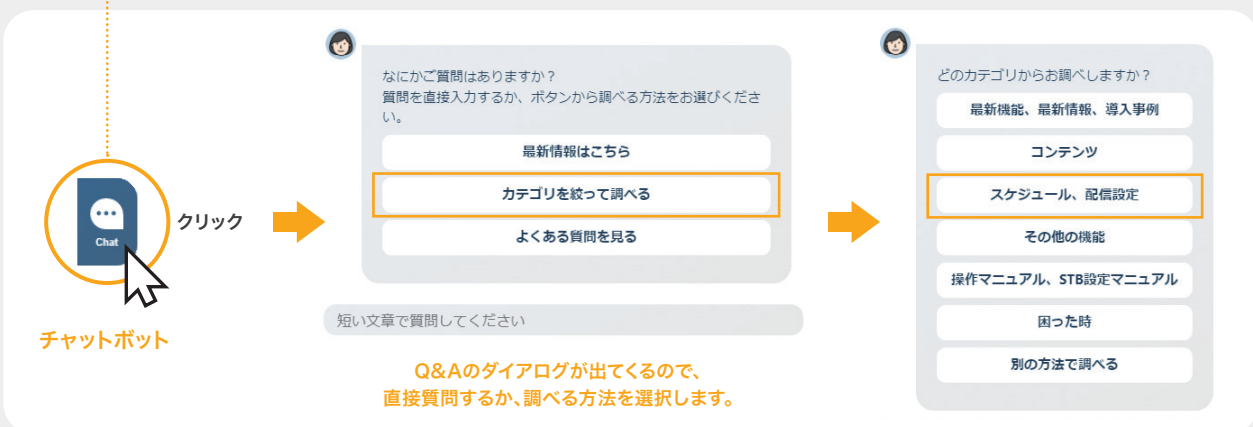 Chat
クリック
チャットボット
なにかご質問はありますか?
質問を直接入力するか、ボタンから調べる方法をお選びくださ
い。
最新情報はこちら
カテゴリを絞って調べる
よくある質問を見る
短い文章で質問してください
Q&Aのダイアログが出てくるので、
直接質問するか、調べる方法を選択します。
どのカテゴリからお調べしますか?
最新機能、最新情報、導入事例
コンテンツ
スケジュール、配信設定
その他の機能
操作マニュアル、STB設定マニュアル
困った時
別の方法で調べる